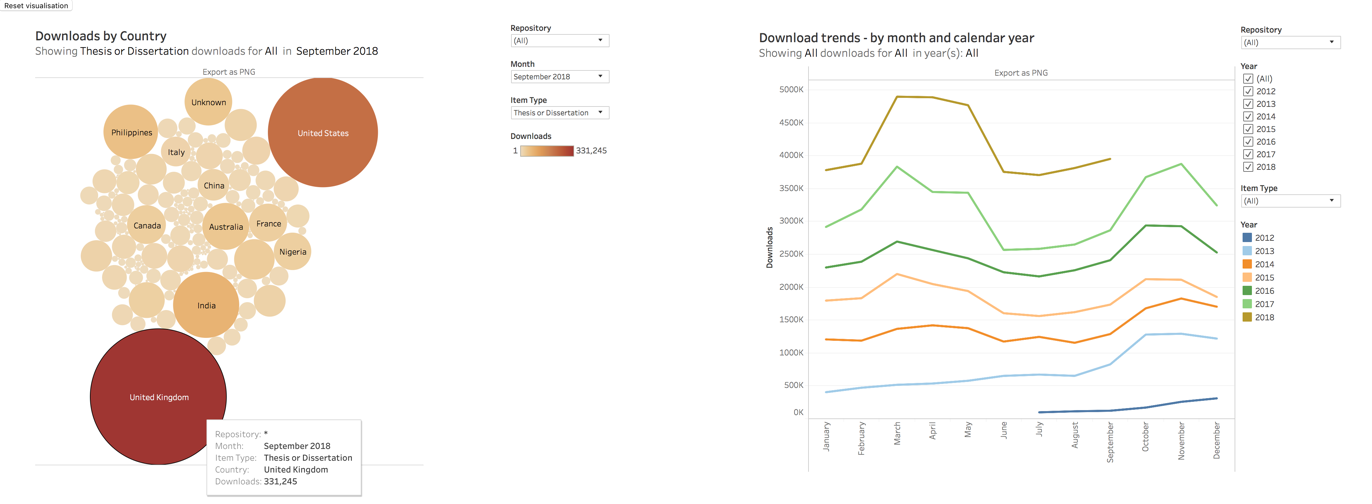 Reset visualisation
Downloads by Country
Showing Thesis or Dissertation downloads for All in September 2018
Export as PNG
Unknown
Philippines
United States
Italy
China
Canada
Australia
France
Nigeria
India
United Kingdom
Repository: *
Month: September 2018
Item Type: Thesis or Dissertation
Country: United Kingdom
Downloads: 331,245
Repository
(All)
Month
September 2018
Item Type
Thesis or Dissertation
Downloads
1 331,245
Download trends - by month and calendar year
Showing All downloads for All in year(s): All
Export as PNG
Downloads
5000K
4500K
4000K
3500K
3000K
2500K
2000K
1500K
1000K
500K
0K
January
February
March
April
May
June
July
August
September
October
November
December
Repository
(All)
Year
(All)
2012
2013
2014
2015
2016
2017
2018
Item Type
(All)
Year
2012
2013
2014
2015
2016
2017
2018